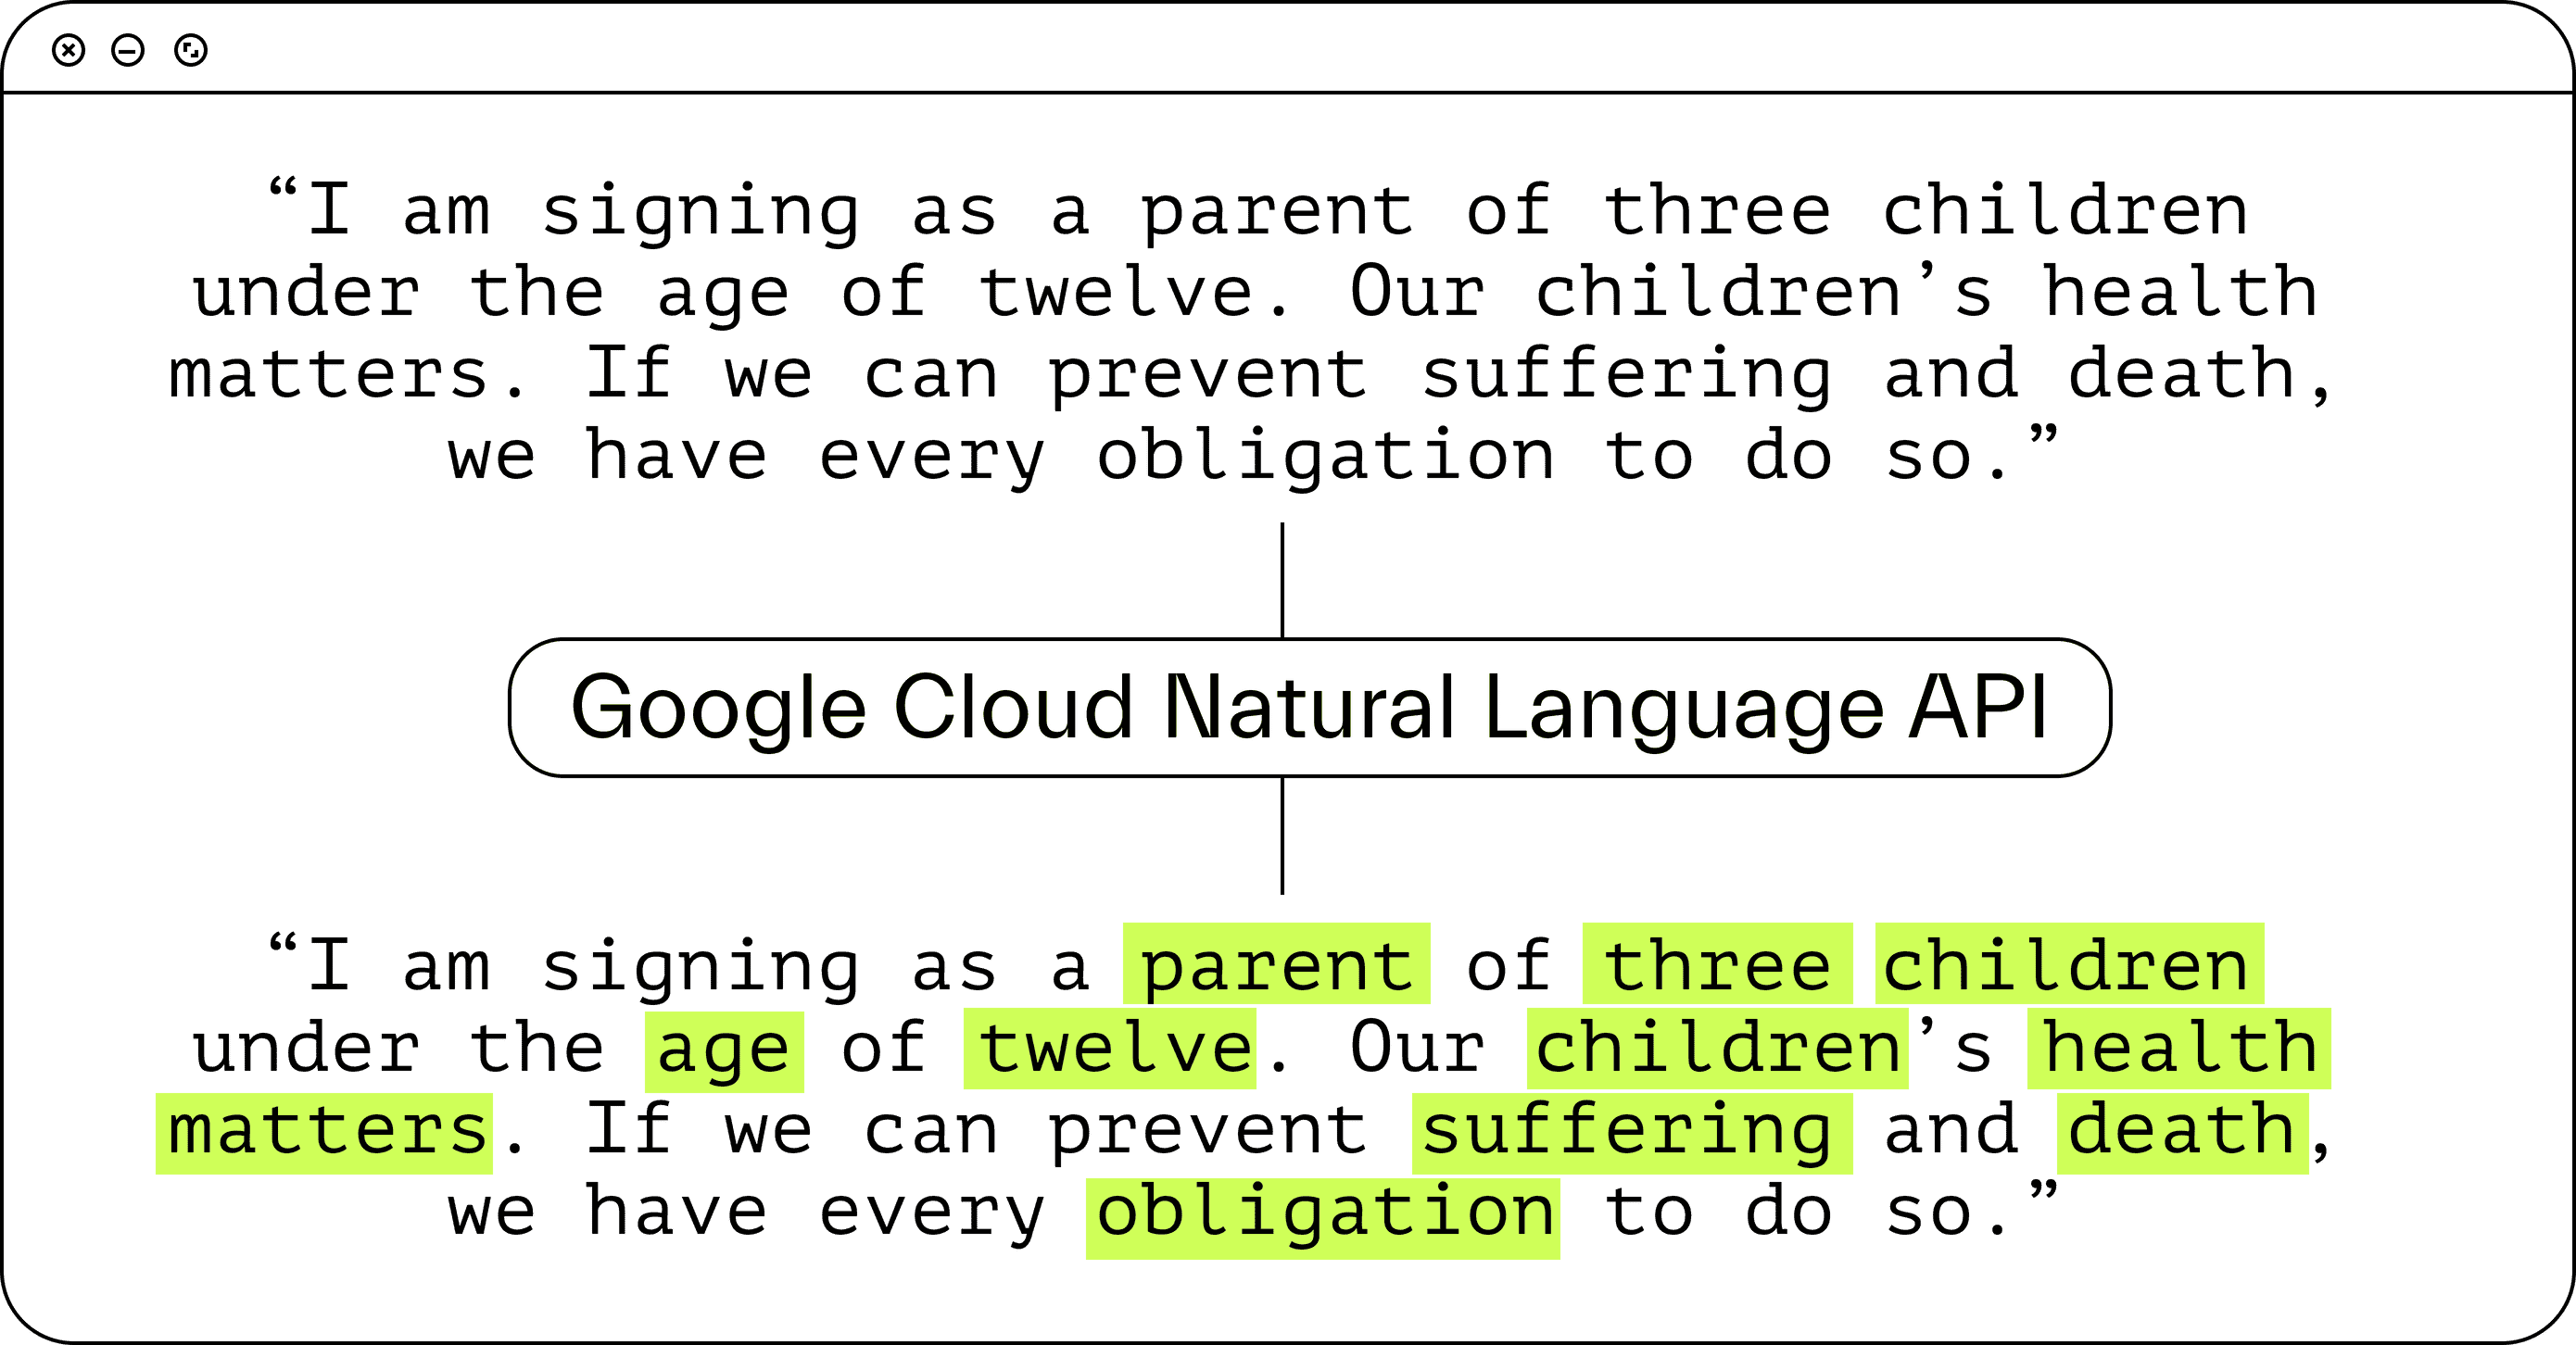 “I am signing as a parent of three children
under the age of twelve. Our children’s health
matters. If we can prevent suffering and death,
we have every obligation to do so.”
Google Cloud Natural Language API
“I am signing as a parent of three children
under the age of twelve. Our children’s health
matters. If we can prevent suffering and death,
we have every obligation to do so.”